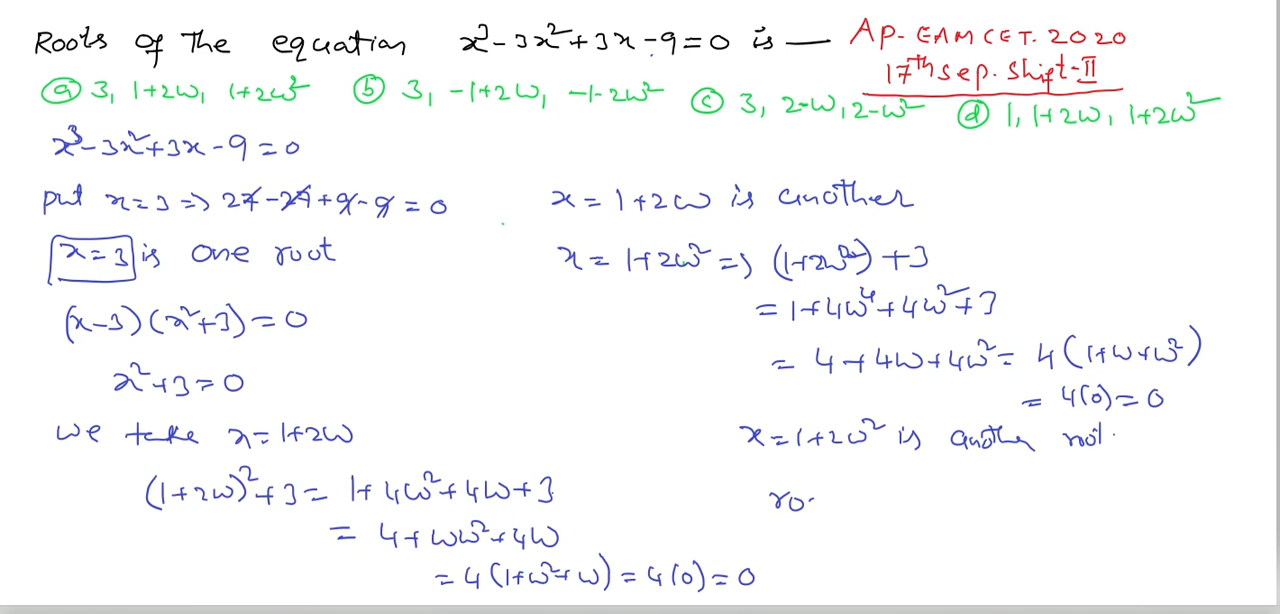 Roots of The equation x³-3x²+3x-9=0 is — AP-EAMCET.2020
17th sep. shift-II
ⓐ 3, 1+2ω, 1+2ω² ⓑ 3, -1+2ω, -1-2ω² ⓒ 3, 2-ω, 2-ω² ⓓ 1, 1+2ω, 1+2ω²
x³-3x²+3x-9=0
put x=3 => 27-27+9-9=0
x=3 is one root
(x-3)(x²+3)=0
x²+3=0
we take x=1+2ω
(1+2ω)²+3= 1+4ω²+4ω+3
= 4+ωω²+4ω
=4(1+ω²+ω)=4(0)=0
x=1+2ω is another
x=1+2ω² => (1+2ω²)²+3
=1+4ω⁴+4ω²+3
= 4+4ω+4ω²= 4(1+ω+ω²)
= 4(0)=0
x=1+2ω² is another root.
ro